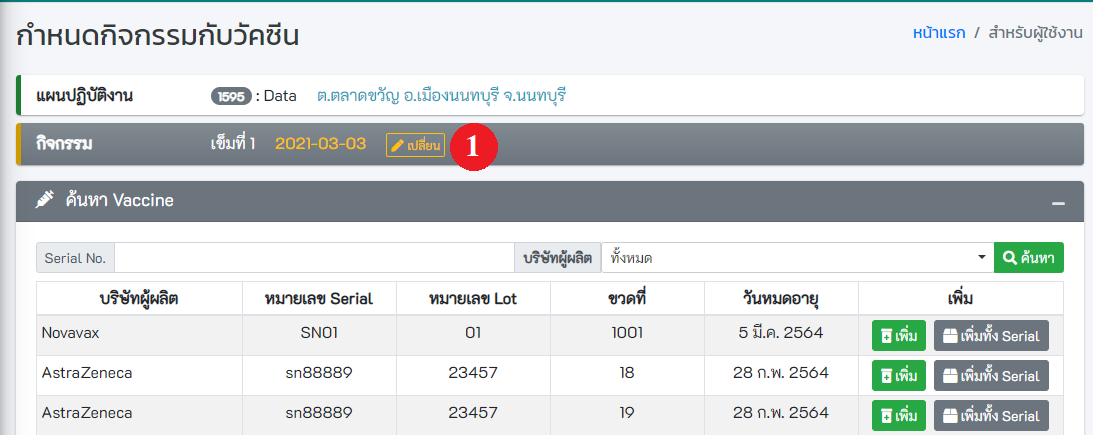 กำหนดกิจกรรมกับวัคซีน หน้าแรก / สำหรับผู้ใช้งาน
แผนปฏิบัติงาน 1595 : Data ต.ตลาดขวัญ อ.เมืองนนทบุรี จ.นนทบุรี
กิจกรรม เข็มที่ 1 2021-03-03 เปลี่ยน 1
ค้นหา Vaccine
Serial No. บริษัทผู้ผลิต ทั้งหมด ค้นหา
บริษัทผู้ผลิต หมายเลข Serial หมายเลข Lot ขวดที่ วันหมดอายุ เพิ่ม
Novavax SN01 01 1001 5 มี.ค. 2564 เพิ่ม เพิ่มทั้ง Serial
AstraZeneca sn88889 23457 18 28 ก.พ. 2564 เพิ่ม เพิ่มทั้ง Serial
AstraZeneca sn88889 23457 19 28 ก.พ. 2564 เพิ่ม เพิ่มทั้ง Serial